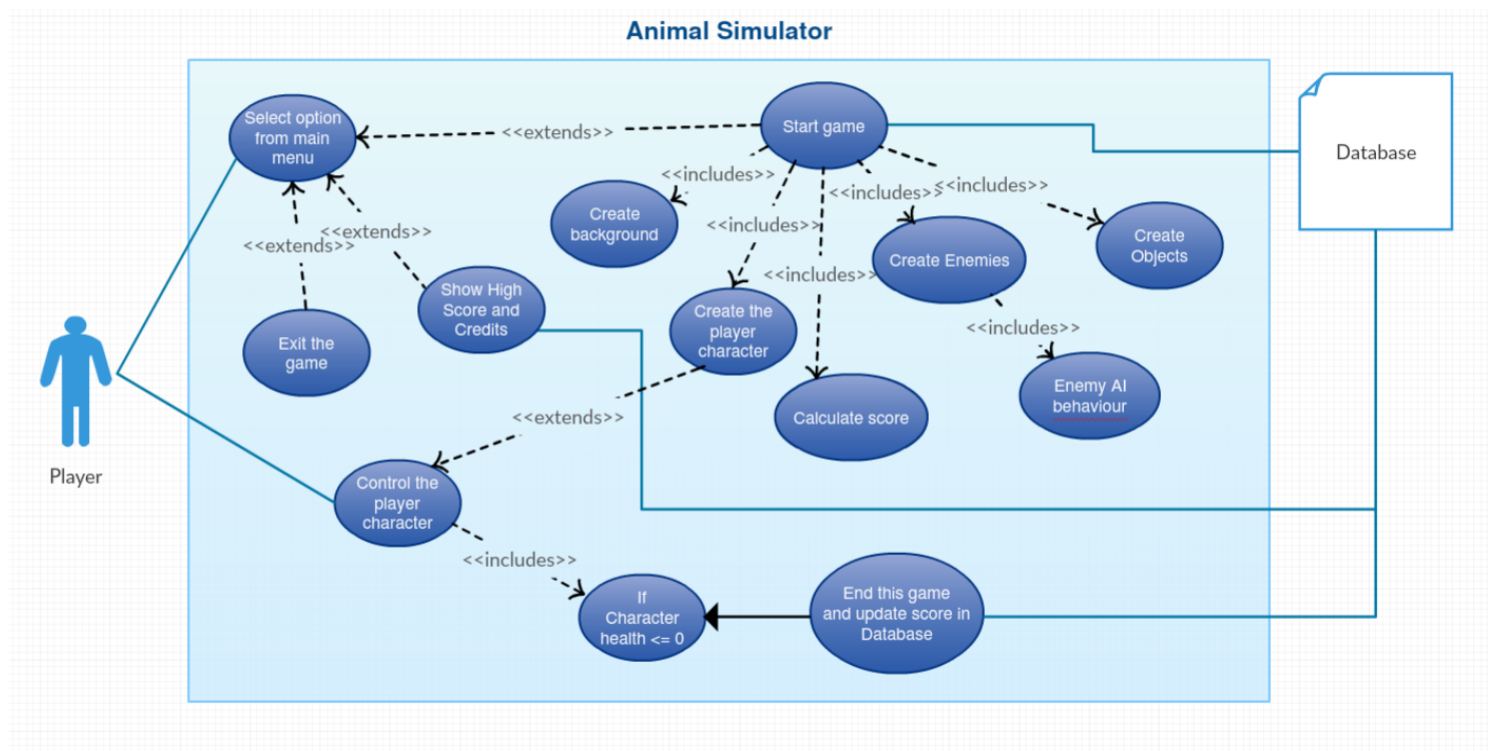 Animal Simulator
Select option
from main
menu
<<extends>>
Start game
Database
<<includes>>
<<includes>>
<<includes>>
<<includes>>
<<includes>>
Create
background
Create Enemies
Create
Objects
<<extends>>
<<extends>>
Show High
Score and
Credits
Exit the
game
Create the
player
character
<<includes>>
Enemy AI
behaviour
Calculate score
<<extends>>
Player
Control the
player
character
<<includes>>
If
Character
health <= 0
End this game
and update score in
Database